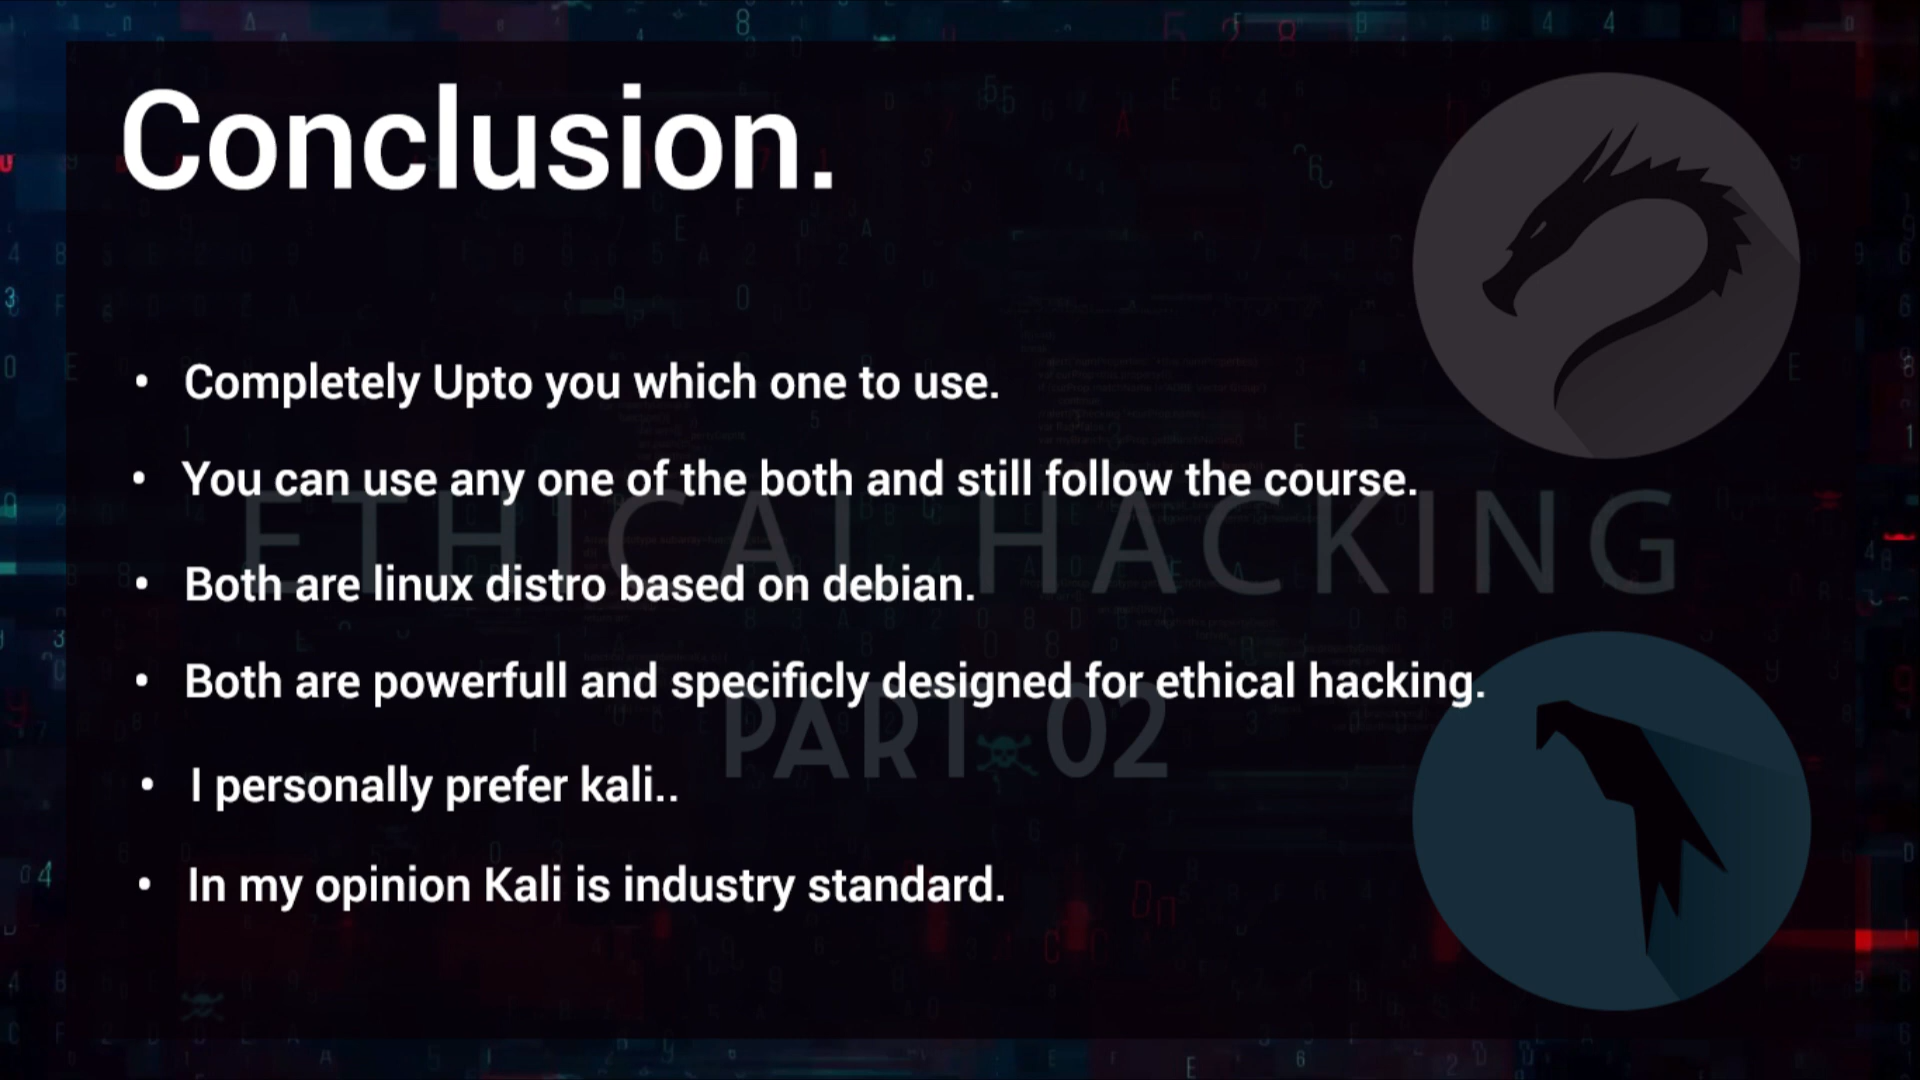 Conclusion.
• Completely Upto you which one to use.
• You can use any one of the both and still follow the course.
ETHICAL HACKING
• Both are linux distro based on debian.
• Both are powerfull and specificly designed for ethical hacking.
PART 02
• I personally prefer kali..
• In my opinion Kali is industry standard.